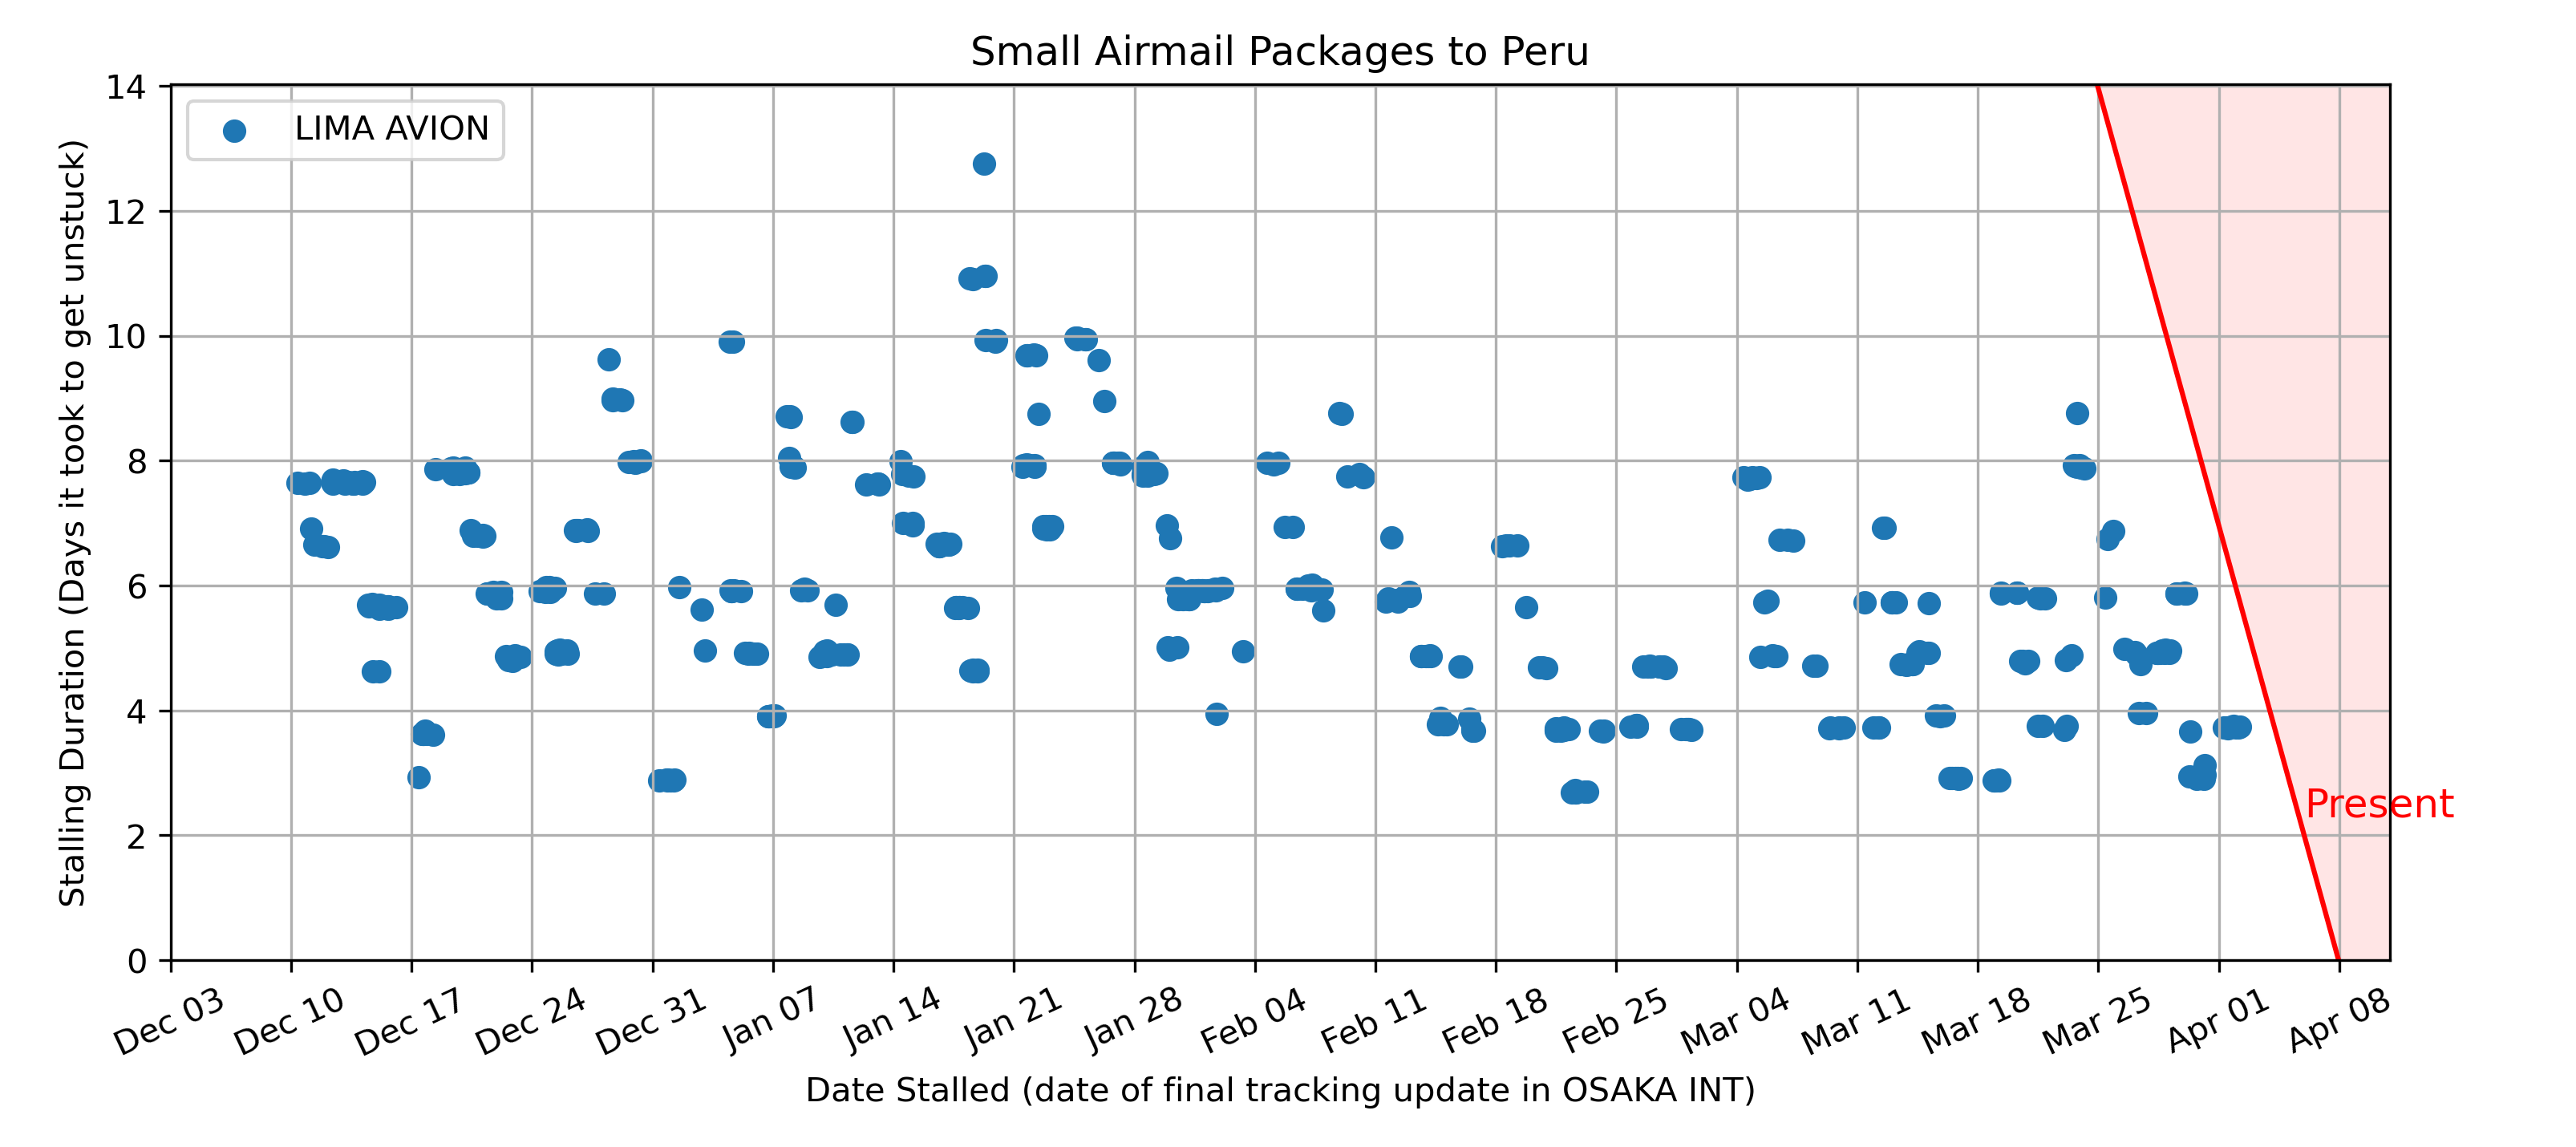 Small Airmail Packages to Peru
LIMA AVION
Stalling Duration (Days it took to get unstuck)
14
12
10
8
6
4
2
0
Present
Dec 03
Dec 10
Dec 17
Dec 24
Dec 31
Jan 07
Jan 14
Jan 21
Jan 28
Feb 04
Feb 11
Feb 18
Feb 25
Mar 04
Mar 11
Mar 18
Mar 25
Apr 01
Apr 08
Date Stalled (date of final tracking update in OSAKA INT)